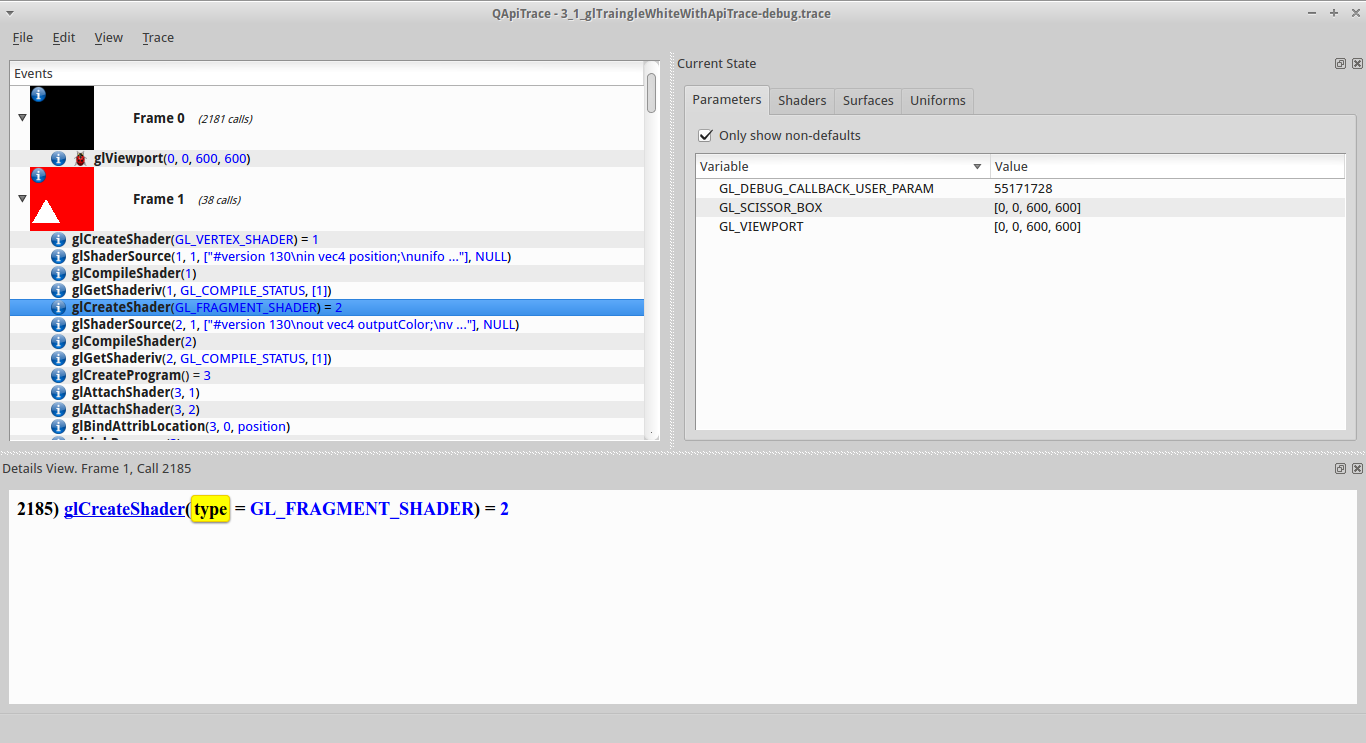 QApiTrace - 3_1_glTraingleWhiteWithApiTrace-debug.trace
File Edit View Trace
Events
Frame 0 (2181 calls)
glViewport(0, 0, 600, 600)
Frame 1 (38 calls)
glCreateShader(GL_VERTEX_SHADER) = 1
glShaderSource(1, 1, ["#version 130\nin vec4 position;\nunifo ..."], NULL)
glCompileShader(1)
glGetShaderiv(1, GL_COMPILE_STATUS, [1])
glCreateShader(GL_FRAGMENT_SHADER) = 2
glShaderSource(2, 1, ["#version 130\nout vec4 outputColor;\nv ..."], NULL)
glCompileShader(2)
glGetShaderiv(2, GL_COMPILE_STATUS, [1])
glCreateProgram() = 3
glAttachShader(3, 1)
glAttachShader(3, 2)
glBindAttribLocation(3, 0, position)
Current State
Parameters Shaders Surfaces Uniforms
Only show non-defaults
Variable Value
GL_DEBUG_CALLBACK_USER_PARAM 55171728
GL_SCISSOR_BOX [0, 0, 600, 600]
GL_VIEWPORT [0, 0, 600, 600]
Details View. Frame 1, Call 2185
2185) glCreateShader(type = GL_FRAGMENT_SHADER) = 2